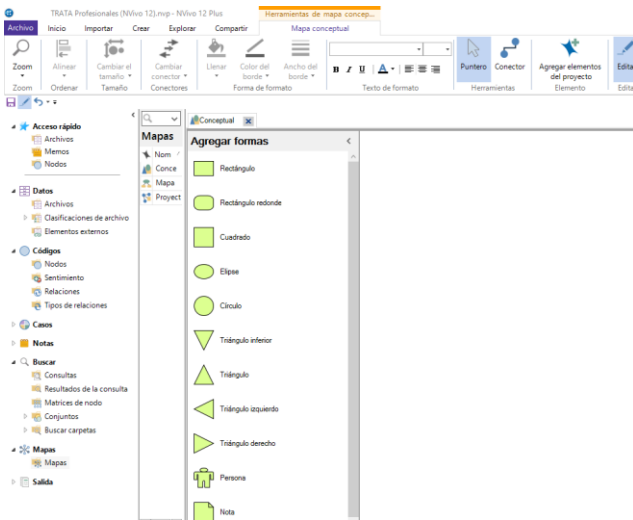 TRATA Profesionales (NVivo 12).nvp - NVivo 12 Plus
Herramientas de mapa concep...
Archivo Inicio Importar Crear Explorar Compartir Mapa conceptual
Zoom Alinear Cambiar el tamaño Cambiar conector Llenar Color del borde Ancho del borde B I U A Puntero Conector Agregar elementos del proyecto Edita
Zoom Ordenar Tamaño Conectores Forma de formato Texto de formato Herramientas Elemento Edita
Acceso rápido
Archivos
Memos
Nodos
Datos
Archivos
Clasificaciones de archivo
Elementos externos
Códigos
Nodos
Sentimiento
Relaciones
Tipos de relaciones
Casos
Notas
Buscar
Consultas
Resultados de la consulta
Matrices de nodo
Conjuntos
Buscar carpetas
Mapas
Mapas
Salida
Mapas
Nom
Conce
Mapa
Proyect
Conceptual
Agregar formas
Rectángulo
Rectángulo redonde
Cuadrado
Elipse
Círculo
Triángulo inferior
Triángulo
Triángulo izquierdo
Triángulo derecho
Persona
Nota